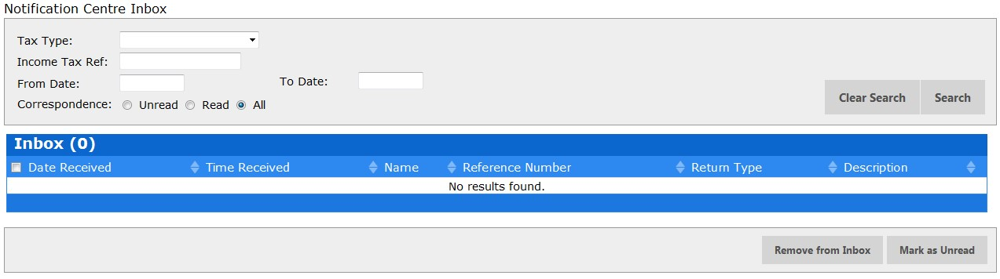 Notification Centre Inbox
Tax Type:
Income Tax Ref:
From Date: To Date:
Correspondence: Unread Read All
Clear Search Search
Inbox (0)
Date Received Time Received Name Reference Number Return Type Description
No results found.
Remove from Inbox Mark as Unread